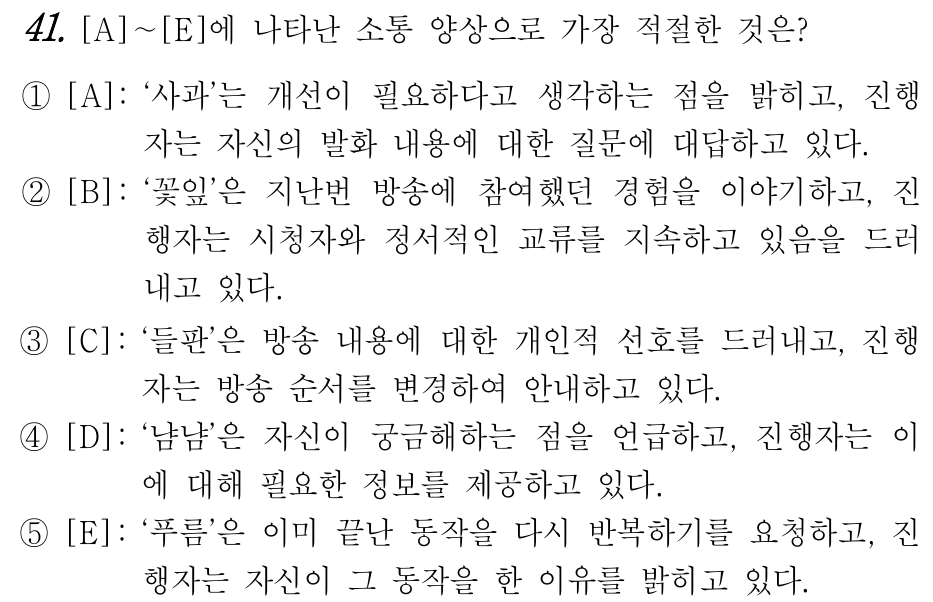 41. [A]~[E]에 나타난 소통 양상으로 가장 적절한 것은?
① [A]: ‘사과’는 개선이 필요하다고 생각하는 점을 밝히고, 진행
자는 자신의 발화 내용에 대한 질문에 대답하고 있다.
② [B]: ‘꽃잎’은 지난번 방송에 참여했던 경험을 이야기하고, 진
행자는 시청자와 정서적인 교류를 지속하고 있음을 드러
내고 있다.
③ [C]: ‘들판’은 방송 내용에 대한 개인적 선호를 드러내고, 진행
자는 방송 순서를 변경하여 안내하고 있다.
④ [D]: ‘냠냠’은 자신이 궁금해하는 점을 언급하고, 진행자는 이
에 대해 필요한 정보를 제공하고 있다.
⑤ [E]: ‘푸름’은 이미 끝난 동작을 다시 반복하기를 요청하고, 진
행자는 자신이 그 동작을 한 이유를 밝히고 있다.